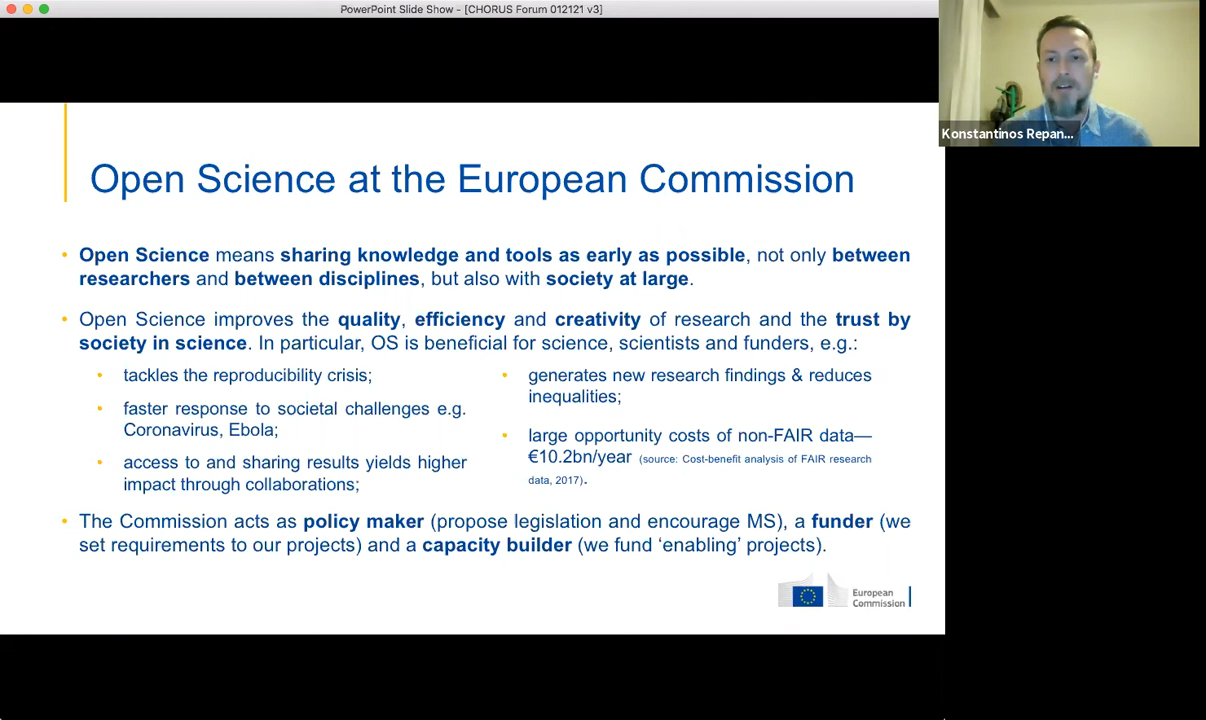 PowerPoint Slide Show - [CHORUS Forum 012121 v3]
Konstantinos Repan...
Open Science at the European Commission
• Open Science means sharing knowledge and tools as early as possible, not only between
researchers and between disciplines, but also with society at large.
• Open Science improves the quality, efficiency and creativity of research and the trust by
society in science. In particular, OS is beneficial for science, scientists and funders, e.g.:
• tackles the reproducibility crisis;
• faster response to societal challenges e.g.
Coronavirus, Ebola;
• access to and sharing results yields higher
impact through collaborations;
• generates new research findings & reduces
inequalities;
• large opportunity costs of non-FAIR data—
€10.2bn/year (source: Cost-benefit analysis of FAIR research
data, 2017).
• The Commission acts as policy maker (propose legislation and encourage MS), a funder (we
set requirements to our projects) and a capacity builder (we fund ‘enabling’ projects).
European
Commission